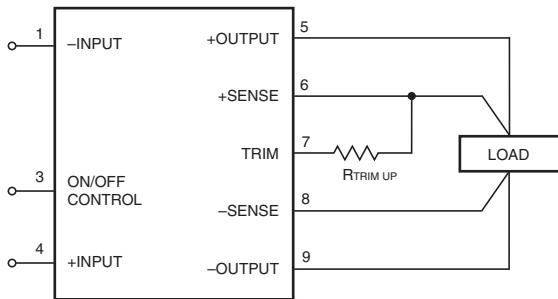 1
–INPUT
+OUTPUT
5
+SENSE
6
TRIM
7
RTRIM UP
LOAD
3
ON/OFF
CONTROL
–SENSE
8
4
+INPUT
–OUTPUT
9